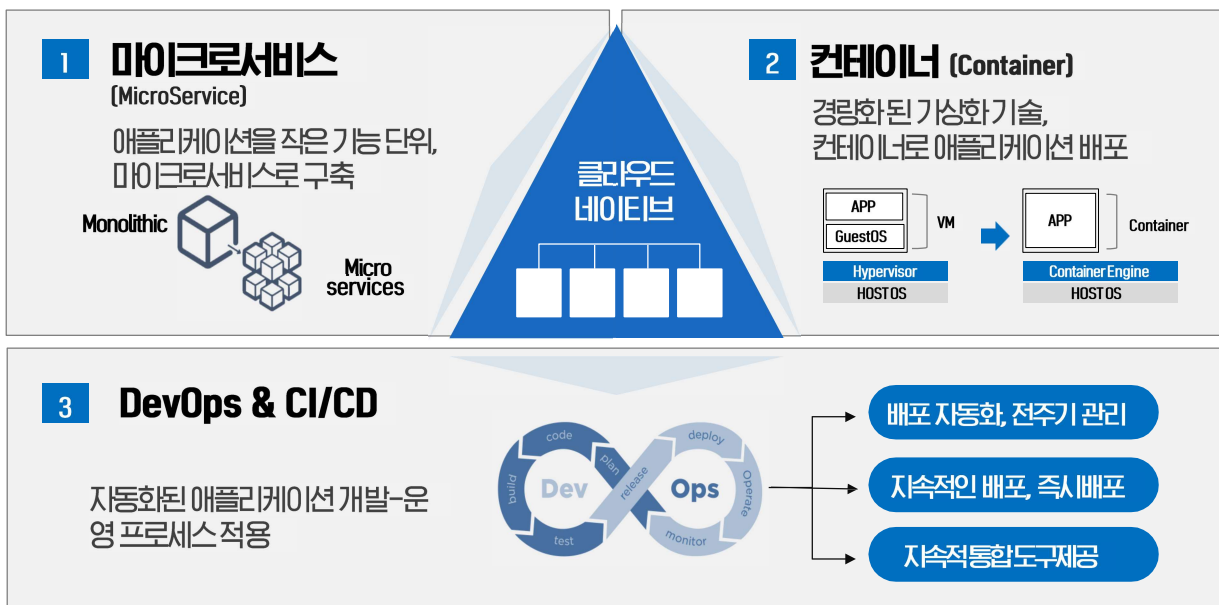 1
마이크로서비스
(MicroService)
애플리케이션을 작은 기능 단위,
마이크로서비스로 구축
Monolithic
Micro
services
클라우드
네이티브
2
컨테이너 (Container)
경량화 된 가상화 기술,
컨테이너로 애플리케이션 배포
APP
GuestOS
VM
Hypervisor
HOST OS
APP
Container
Container Engine
HOST OS
3
DevOps & CI/CD
자동화된 애플리케이션 개발-운
영 프로세스 적용
code
build
test
plan
Dev
release
Ops
deploy
Operate
monitor
배포 자동화, 전주기 관리
지속적인 배포, 즉시배포
지속적 통합 도구제공